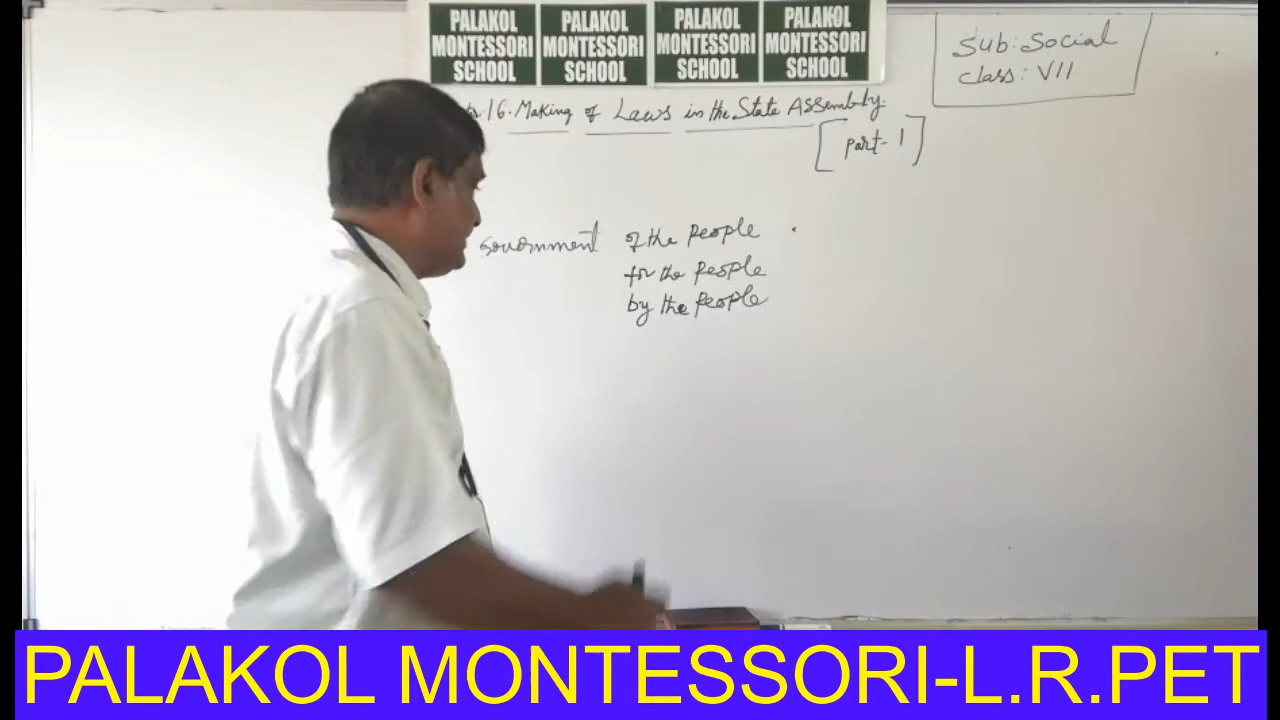 PALAKOL MONTESSORI SCHOOL
PALAKOL MONTESSORI SCHOOL
PALAKOL MONTESSORI SCHOOL
PALAKOL MONTESSORI SCHOOL
Sub: Social
Class: VII
16. Making of Laws in the State Assembly.
[Part-1]
Government of the People
for the People
by the People
PALAKOL MONTESSORI-L.R.PET